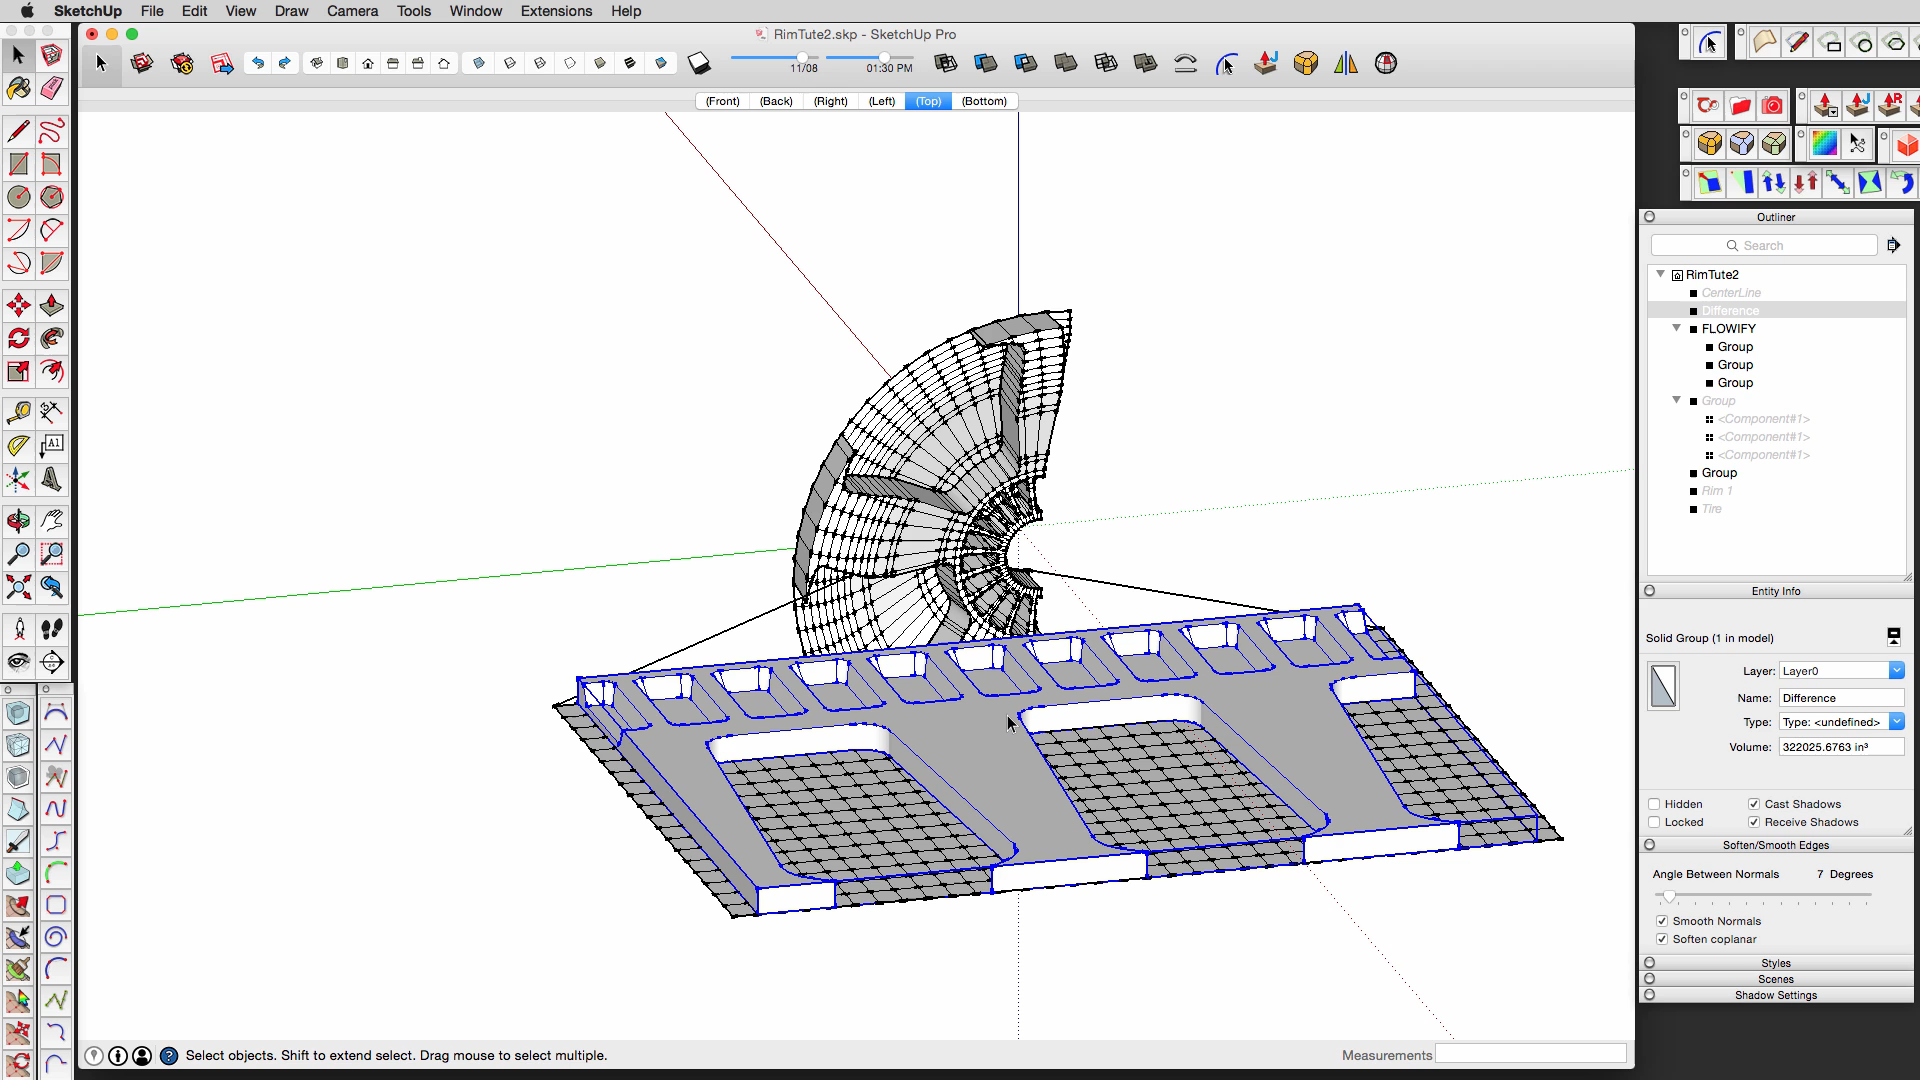 SketchUp File Edit View Draw Camera Tools Window Extensions Help
RimTute2.skp - SketchUp Pro
11/08 01:30 PM
(Front) (Back) (Right) (Left) (Top) (Bottom)
A1
Outliner
Search
RimTute2
CenterLine
Difference
FLOWIFY
Group
Group
Group
Group
<Component#1>
<Component#1>
<Component#1>
Group
Rim 1
Tire
Entity Info
Solid Group (1 in model)
Layer: Layer0
Name: Difference
Type: Type: <undefined>
Volume: 322025.6763 in³
Hidden Cast Shadows
Locked Receive Shadows
Soften/Smooth Edges
Angle Between Normals 7 Degrees
Smooth Normals
Soften coplanar
Styles
Scenes
Shadow Settings
Select objects. Shift to extend select. Drag mouse to select multiple.
Measurements